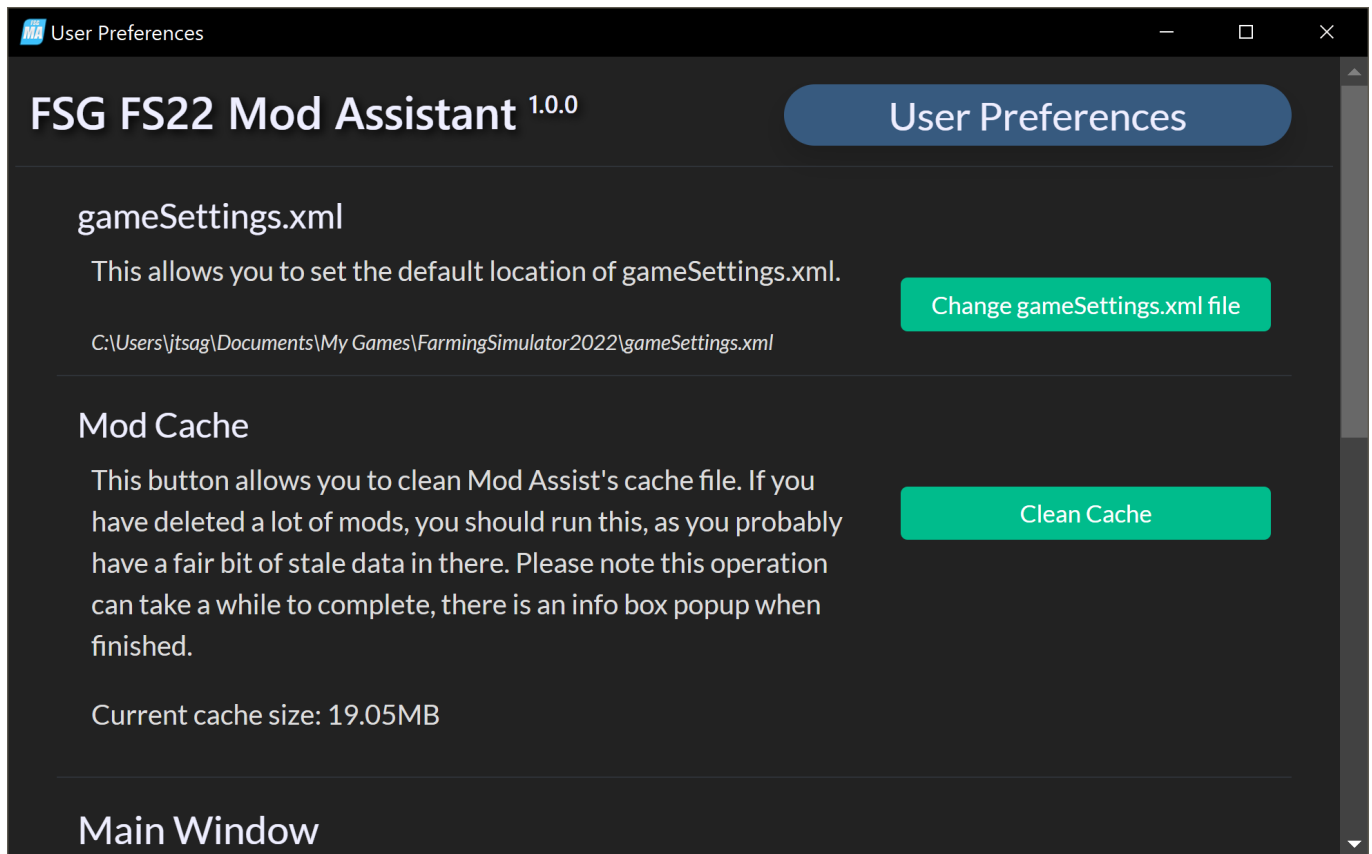 FSG MA User Preferences
FSG FS22 Mod Assistant 1.0.0
User Preferences
gameSettings.xml
This allows you to set the default location of gameSettings.xml.
Change gameSettings.xml file
C:\Users\jtsag\Documents\My Games\FarmingSimulator2022\gameSettings.xml
Mod Cache
This button allows you to clean Mod Assist's cache file. If you
have deleted a lot of mods, you should run this, as you probably
have a fair bit of stale data in there. Please note this operation
can take a while to complete, there is an info box popup when
finished.
Clean Cache
Current cache size: 19.05MB
Main Window